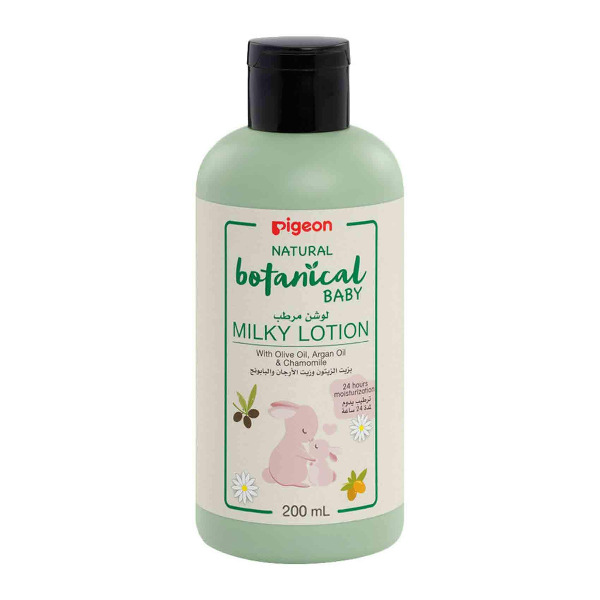 pigeon
NATURAL
botanical
BABY
لوشن مرطب
MILKY LOTION
With Olive Oil, Argan Oil
& Chamomile
بزيت الزيتون وزيت الأرجان والبابونج
24 hours
moisturization
ترطيب يدوم
لمدة 24 ساعة
200 mL